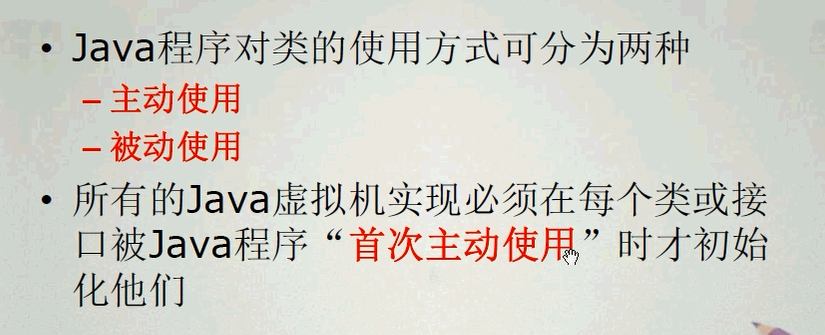 • Java程序对类的使用方式可分为两种
– 主动使用
– 被动使用
• 所有的Java虚拟机实现必须在每个类或接
口被Java程序“首次主动使用”时才初始
化他们